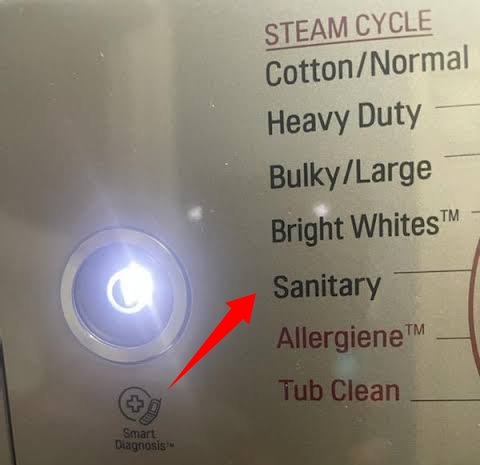 STEAM CYCLE
Cotton/Normal
Heavy Duty
Bulky/Large
Bright Whites™
Sanitary
Allergiene™
Tub Clean
Smart
Diagnosis™